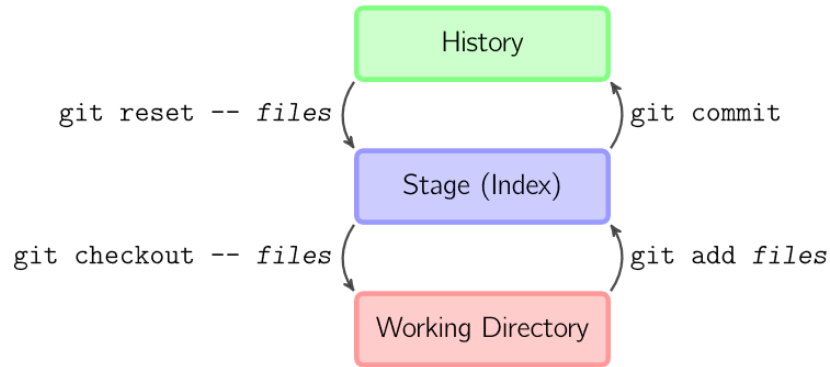 History
git reset -- files
git commit
Stage (Index)
git checkout -- files
git add files
Working Directory